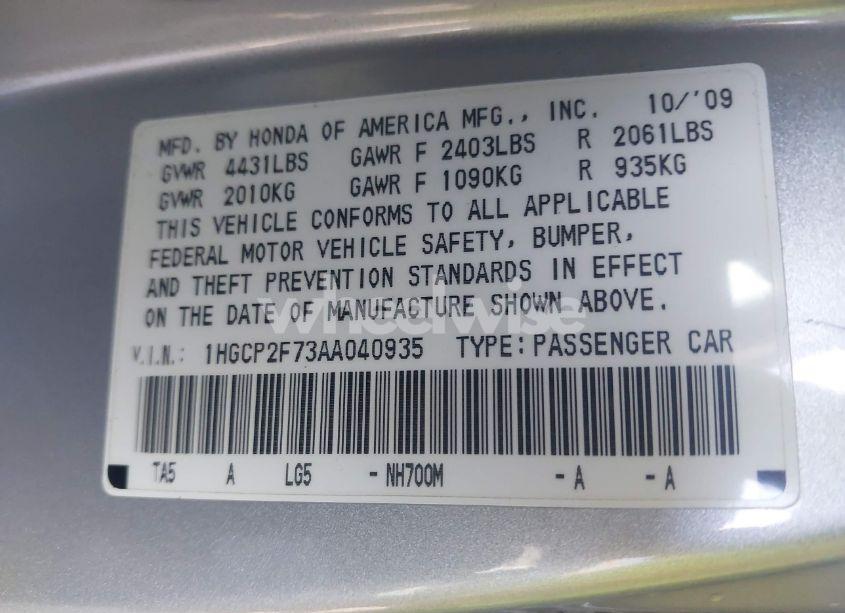 MFD. BY HONDA OF AMERICA MFG., INC. 10/'09
GVWR 4431LBS GAWR F 2403LBS R 2061LBS
GVWR 2010KG GAWR F 1090KG R 935KG
THIS VEHICLE CONFORMS TO ALL APPLICABLE
FEDERAL MOTOR VEHICLE SAFETY, BUMPER,
AND THEFT PREVENTION STANDARDS IN EFFECT
ON THE DATE OF MANUFACTURE SHOWN ABOVE.
wheelwise
V.I.N.: 1HGCP2F73AA040935 TYPE: PASSENGER CAR
TA5 A LG5 -NH700M -A -A